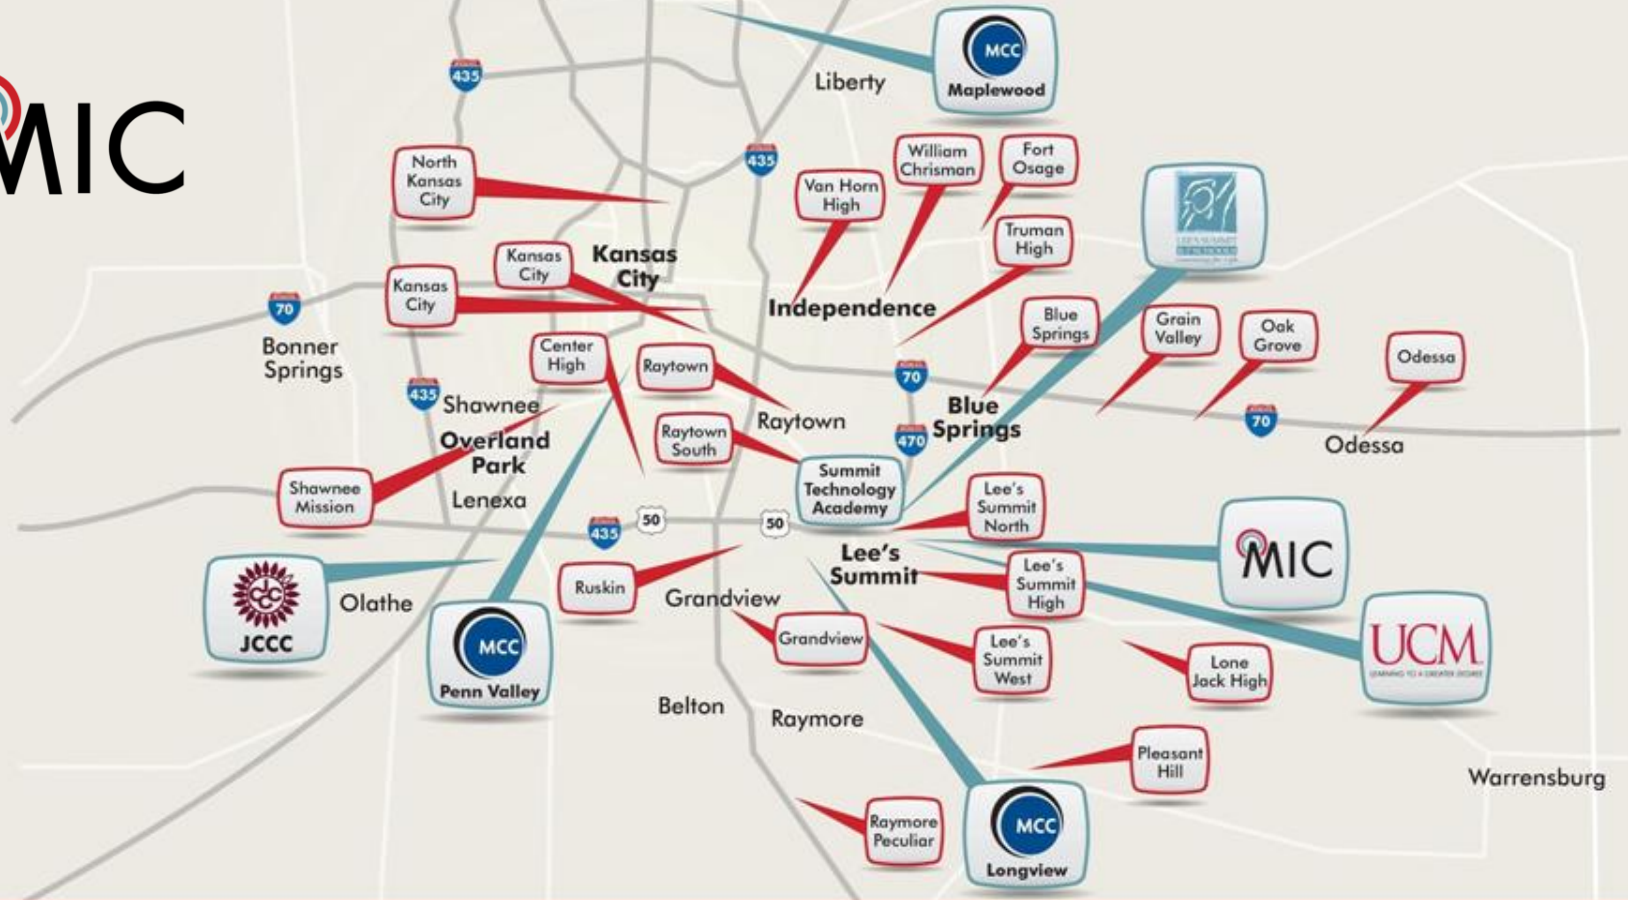 MIC
435
MCC
Maplewood
Liberty
North
Kansas
City
435
William
Chrisman
Fort
Osage
Van Horn
High
Truman
High
Kansas
City
Kansas
City
Kansas
City
Independence
70
Bonner
Springs
Center
High
Raytown
Blue
Springs
Grain
Valley
Oak
Grove
Odessa
435
Shawnee
70
Blue
Springs
Raytown
70
Odessa
Overland
Park
Raytown
South
470
Shawnee
Mission
Lenexa
Summit
Technology
Academy
Lee's
Summit
North
435
50
50
Lee's
Summit
MIC
JCCC
Olathe
MCC
Penn Valley
Ruskin
Grandview
Grandview
Lee's
Summit
High
Lee's
Summit
West
Lone
Jack High
UCM
LEARNING TO A GREATER DEGREE
Belton
Raymore
Pleasant
Hill
Warrensburg
Raymore
Peculiar
MCC
Longview